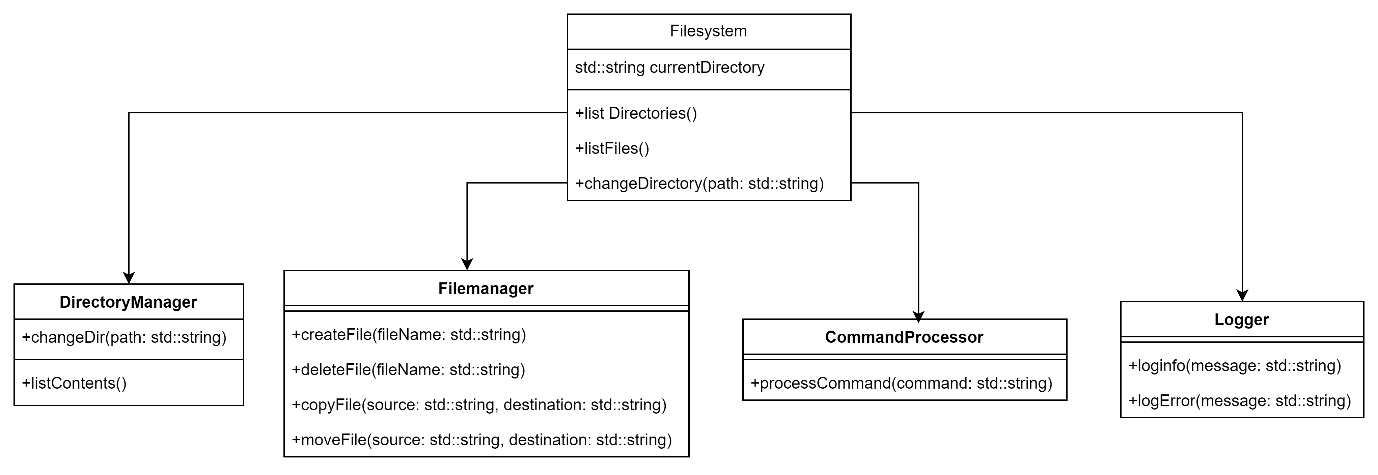 Filesystem
std::string currentDirectory
+list Directories()
+listFiles()
+changeDirectory(path: std::string)
DirectoryManager
+changeDir(path: std::string)
+listContents()
Filemanager
+createFile(fileName: std::string)
+deleteFile(fileName: std::string)
+copyFile(source: std::string, destination: std::string)
+moveFile(source: std::string, destination: std::string)
CommandProcessor
+processCommand(command: std::string)
Logger
+loginfo(message: std::string)
+logError(message: std::string)